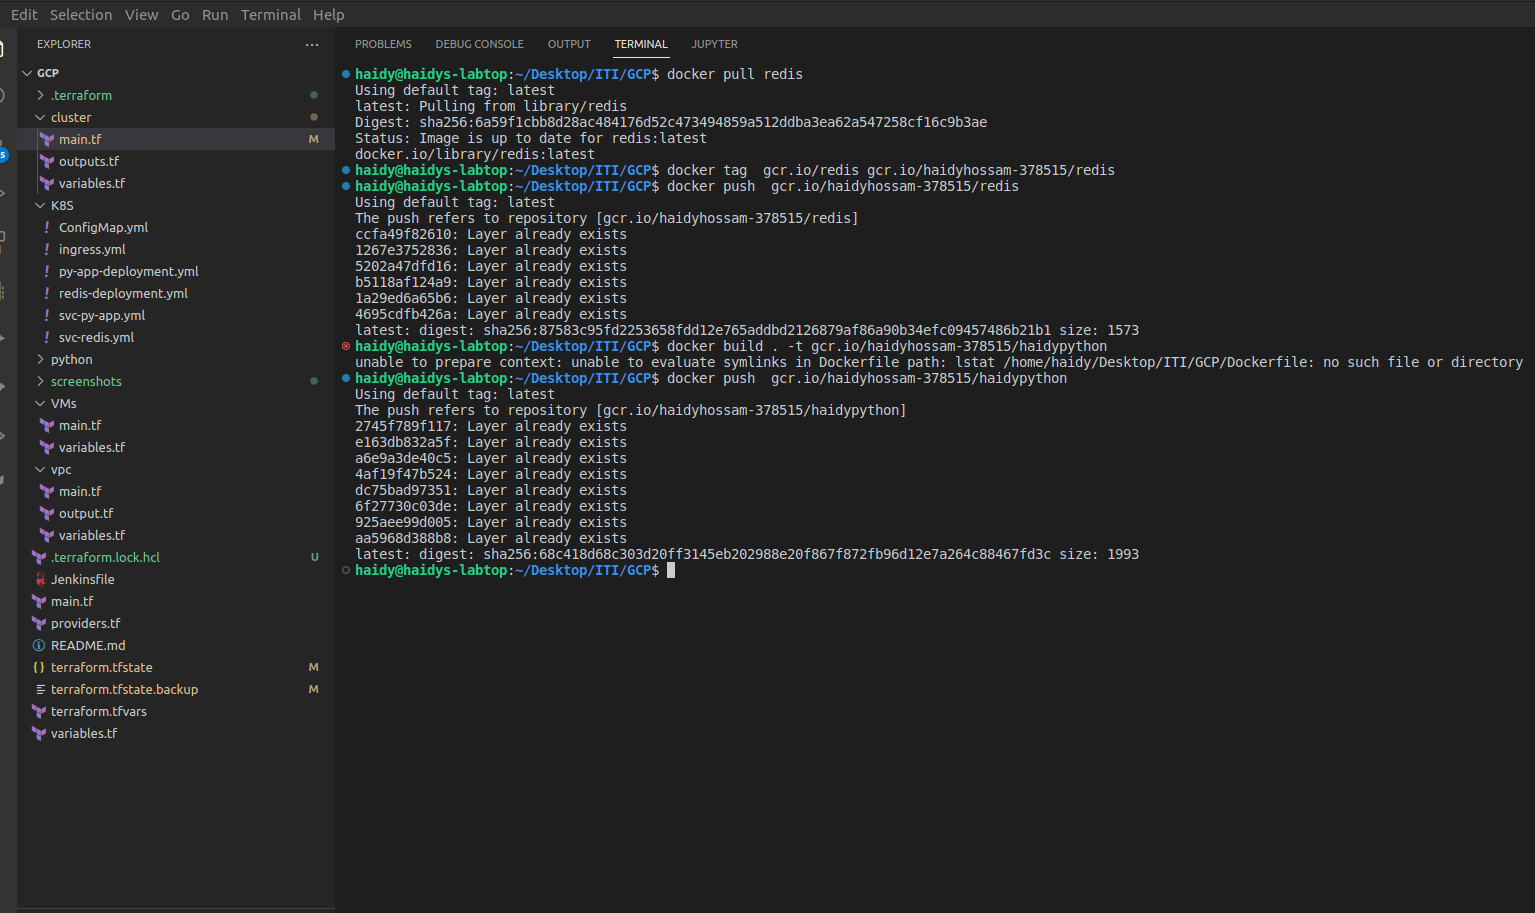 Edit Selection View Go Run Terminal Help
EXPLORER ...
GCP
.terraform
cluster
main.tf M
outputs.tf
variables.tf
K8S
! ConfigMap.yml
! ingress.yml
! py-app-deployment.yml
! redis-deployment.yml
! svc-py-app.yml
! svc-redis.yml
python
screenshots
VMs
main.tf
variables.tf
vpc
main.tf
output.tf
variables.tf
.terraform.lock.hcl U
Jenkinsfile
main.tf
providers.tf
README.md
{} terraform.tfstate M
terraform.tfstate.backup M
terraform.tfvars
variables.tf
5
PROBLEMS DEBUG CONSOLE OUTPUT TERMINAL JUPYTER
haidy@haidys-labtop:~/Desktop/ITI/GCP$ docker pull redis
Using default tag: latest
latest: Pulling from library/redis
Digest: sha256:6a59f1cbb8d28ac484176d52c473494859a512ddba3ea62a547258cf16c9b3ae
Status: Image is up to date for redis:latest
docker.io/library/redis:latest
haidy@haidys-labtop:~/Desktop/ITI/GCP$ docker tag  gcr.io/redis gcr.io/haidyhossam-378515/redis
haidy@haidys-labtop:~/Desktop/ITI/GCP$ docker push  gcr.io/haidyhossam-378515/redis
Using default tag: latest
The push refers to repository [gcr.io/haidyhossam-378515/redis]
ccfa49f82610: Layer already exists
1267e3752836: Layer already exists
5202a47dfd16: Layer already exists
b5118af124a9: Layer already exists
1a29ed6a65b6: Layer already exists
4695cdfb426a: Layer already exists
latest: digest: sha256:87583c95fd2253658fdd12e765addbd2126879af86a90b34efc09457486b21b1 size: 1573
haidy@haidys-labtop:~/Desktop/ITI/GCP$ docker build . -t gcr.io/haidyhossam-378515/haidypython
unable to prepare context: unable to evaluate symlinks in Dockerfile path: lstat /home/haidy/Desktop/ITI/GCP/Dockerfile: no such file or directory
haidy@haidys-labtop:~/Desktop/ITI/GCP$ docker push  gcr.io/haidyhossam-378515/haidypython
Using default tag: latest
The push refers to repository [gcr.io/haidyhossam-378515/haidypython]
2745f789f117: Layer already exists
e163db832a5f: Layer already exists
a6e9a3de40c5: Layer already exists
4af19f47b524: Layer already exists
dc75bad97351: Layer already exists
6f27730c03de: Layer already exists
925aee99d005: Layer already exists
aa5968d388b8: Layer already exists
latest: digest: sha256:68c418d68c303d20ff3145eb202988e20f867f872fb96d12e7a264c88467fd3c size: 1993
haidy@haidys-labtop:~/Desktop/ITI/GCP$